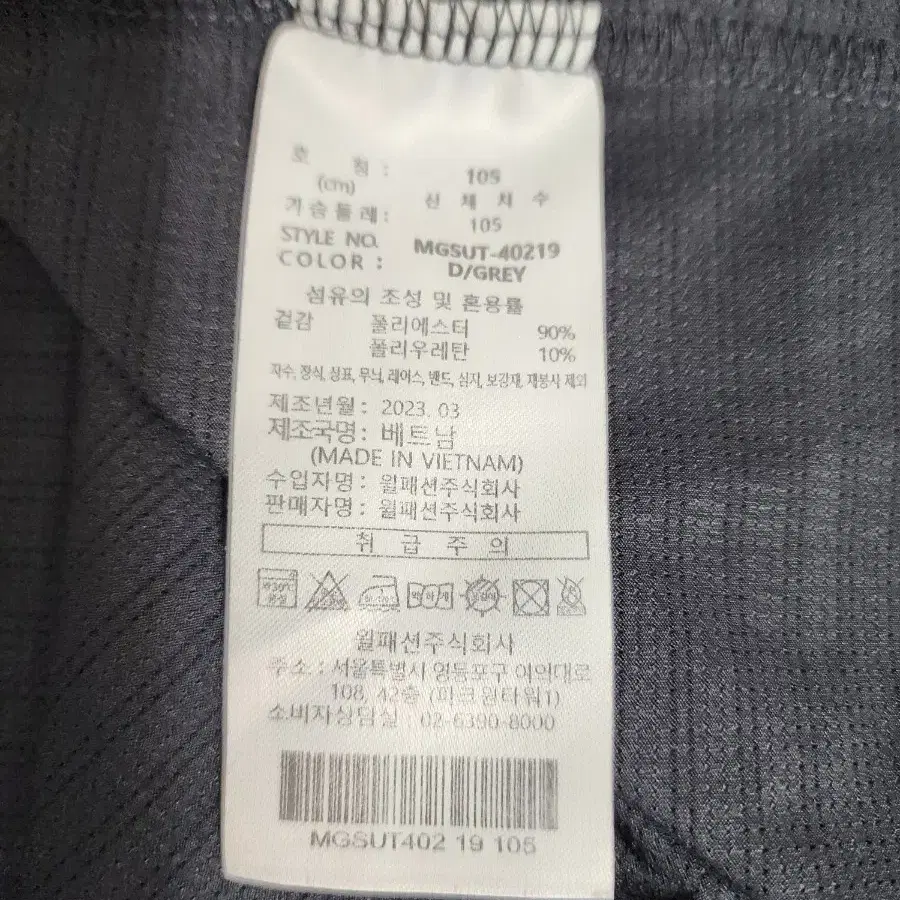 호 칭 : 105
(cm) 신 체 치 수
가슴둘레 : 105
STYLE NO. MGSUT-40219
COLOR : D/GREY
섬유의 조성 및 혼용률
겉감 폴리에스터 90%
폴리우레탄 10%
자수, 장식, 상표, 무늬, 레이스, 밴드, 심지, 보강재, 재봉사 제외
제조년월 : 2023. 03
제조국명 : 베트남
(MADE IN VIETNAM)
수입자명 : 월패션주식회사
판매자명 : 월패션주식회사
취 급 주 의
약하게
월패션주식회사
주소 : 서울특별시 영등포구 여의대로
108, 42층 (파크원타워1)
소비자상담실 : 02-6390-8000
MGSUT402 19 105